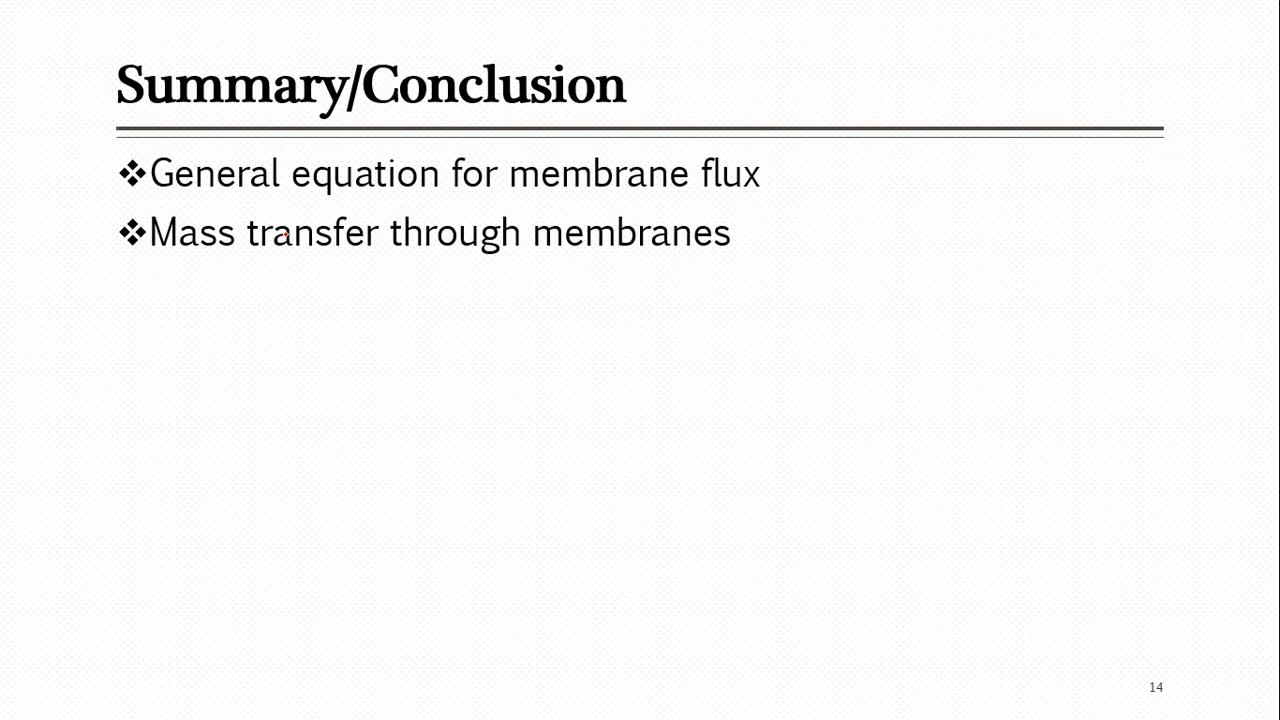 Summary/Conclusion
❖General equation for membrane flux
❖Mass transfer through membranes
14